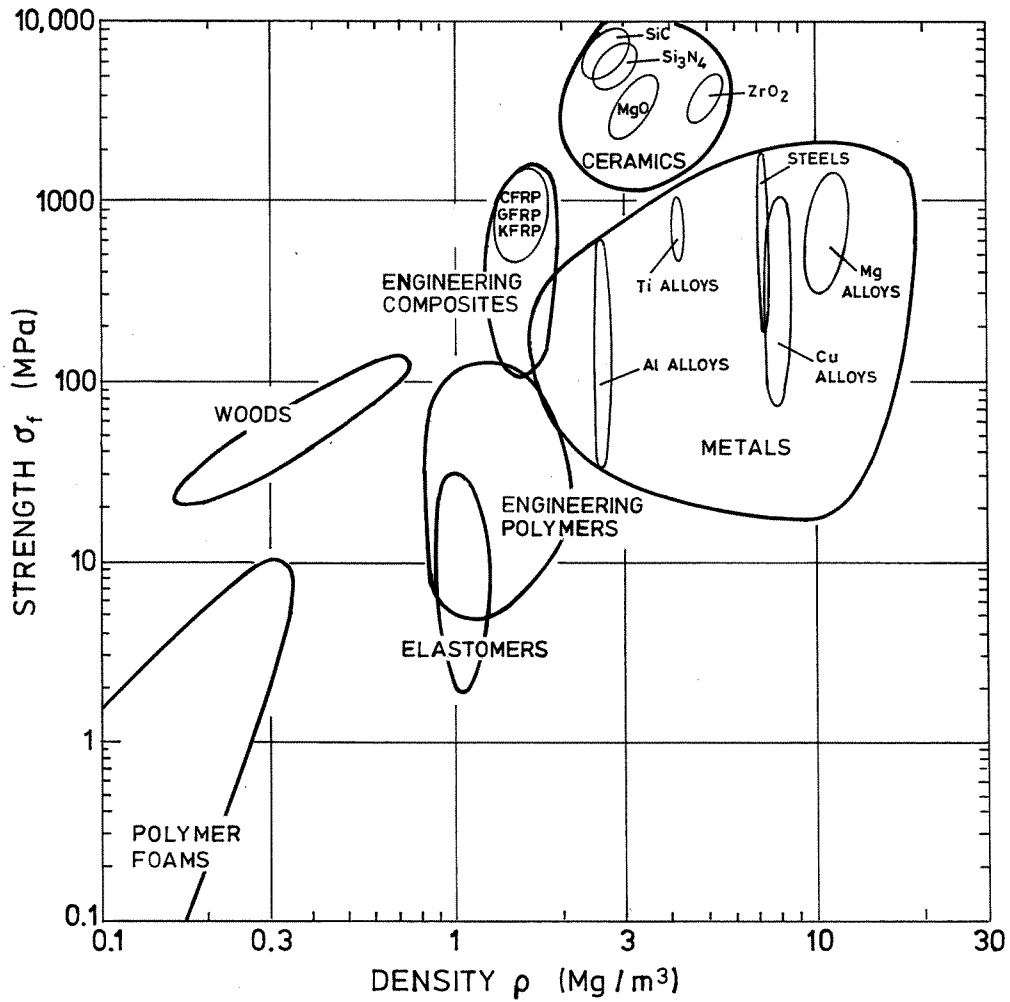 10,000
SiC
Si₃N₄
MgO
ZrO₂
CERAMICS
STEELS
1000
CFRP
GFRP
KFRP
Mg
ALLOYS
ENGINEERING
COMPOSITES
Ti ALLOYS
Al ALLOYS
Cu
ALLOYS
100
WOODS
METALS
STRENGTH σf (MPa)
ENGINEERING
POLYMERS
10
ELASTOMERS
1
POLYMER
FOAMS
0.1
0.1 0.3 1 3 10 30
DENSITY ρ (Mg/m³)